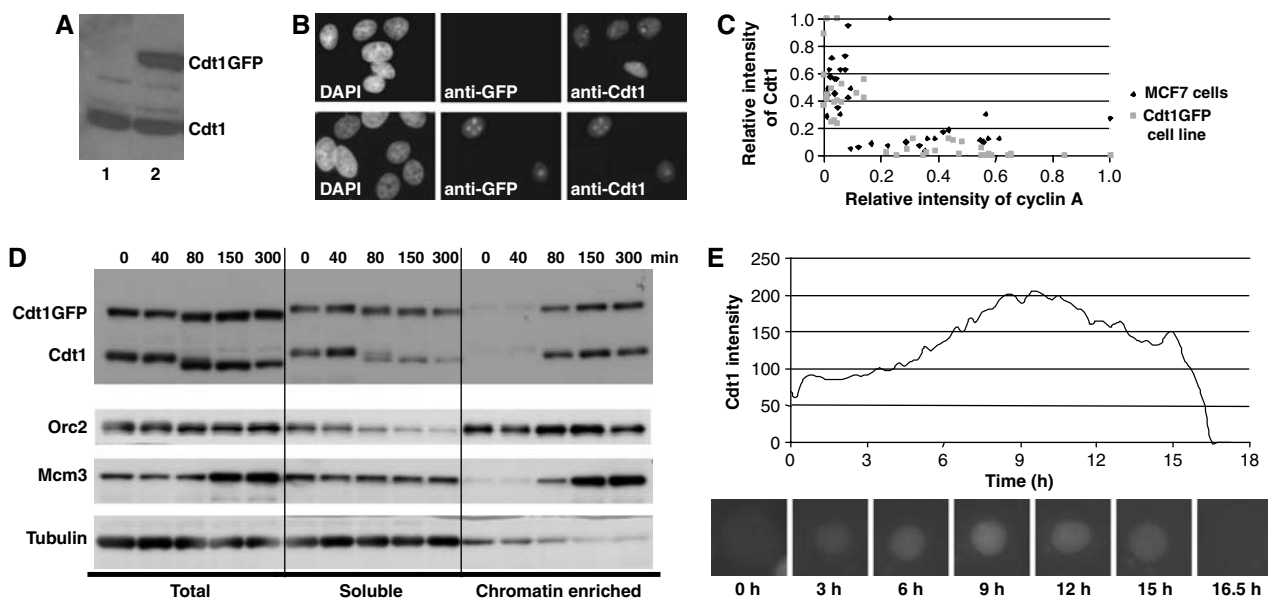 A
Cdt1GFP
Cdt1
1 2
B
DAPI anti-GFP anti-Cdt1
DAPI anti-GFP anti-Cdt1
C
Relative intensity of Cdt1
1.0
0.8
0.6
0.4
0.2
0
0 0.2 0.4 0.6 0.8 1.0
Relative intensity of cyclin A
MCF7 cells
Cdt1GFP
cell line
D
0 40 80 150 300 0 40 80 150 300 0 40 80 150 300 min
Cdt1GFP
Cdt1
Orc2
Mcm3
Tubulin
Total Soluble Chromatin enriched
E
Cdt1 intensity
250
200
150
100
50
0
0 3 6 9 12 15 18
Time (h)
0 h 3 h 6 h 9 h 12 h 15 h 16.5 h